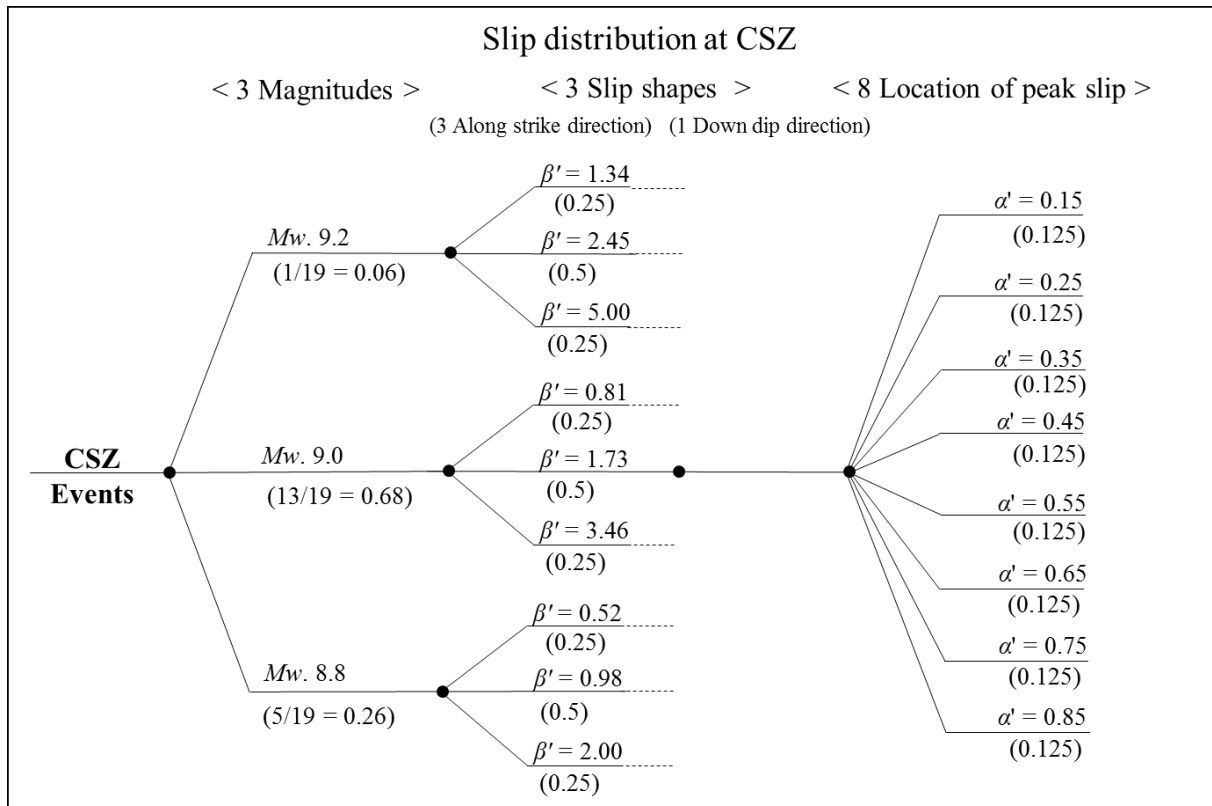 Slip distribution at CSZ
< 3 Magnitudes >
< 3 Slip shapes >
< 8 Location of peak slip >
(3 Along strike direction)
(1 Down dip direction)
CSZ
Events
Mw. 9.2
(1/19 = 0.06)
Mw. 9.0
(13/19 = 0.68)
Mw. 8.8
(5/19 = 0.26)
β' = 1.34
(0.25)
β' = 2.45
(0.5)
β' = 5.00
(0.25)
β' = 0.81
(0.25)
β' = 1.73
(0.5)
β' = 3.46
(0.25)
β' = 0.52
(0.25)
β' = 0.98
(0.5)
β' = 2.00
(0.25)
α' = 0.15
(0.125)
α' = 0.25
(0.125)
α' = 0.35
(0.125)
α' = 0.45
(0.125)
α' = 0.55
(0.125)
α' = 0.65
(0.125)
α' = 0.75
(0.125)
α' = 0.85
(0.125)